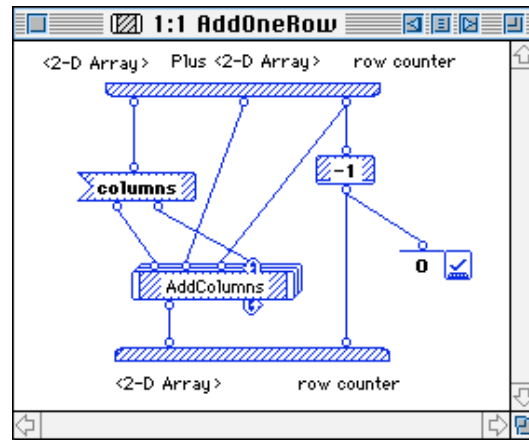 1:1 AddOneRow
<2-D Array> Plus <2-D Array> row counter
columns
-1
0
AddColumns
<2-D Array> row counter